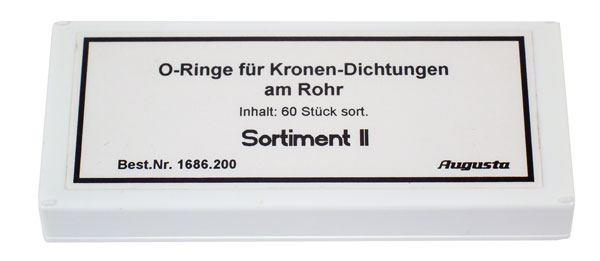 O-Ringe für Kronen-Dichtungen
am Rohr
Inhalt: 60 Stück sort.
Sortiment II
Best.Nr. 1686.200 Augusta